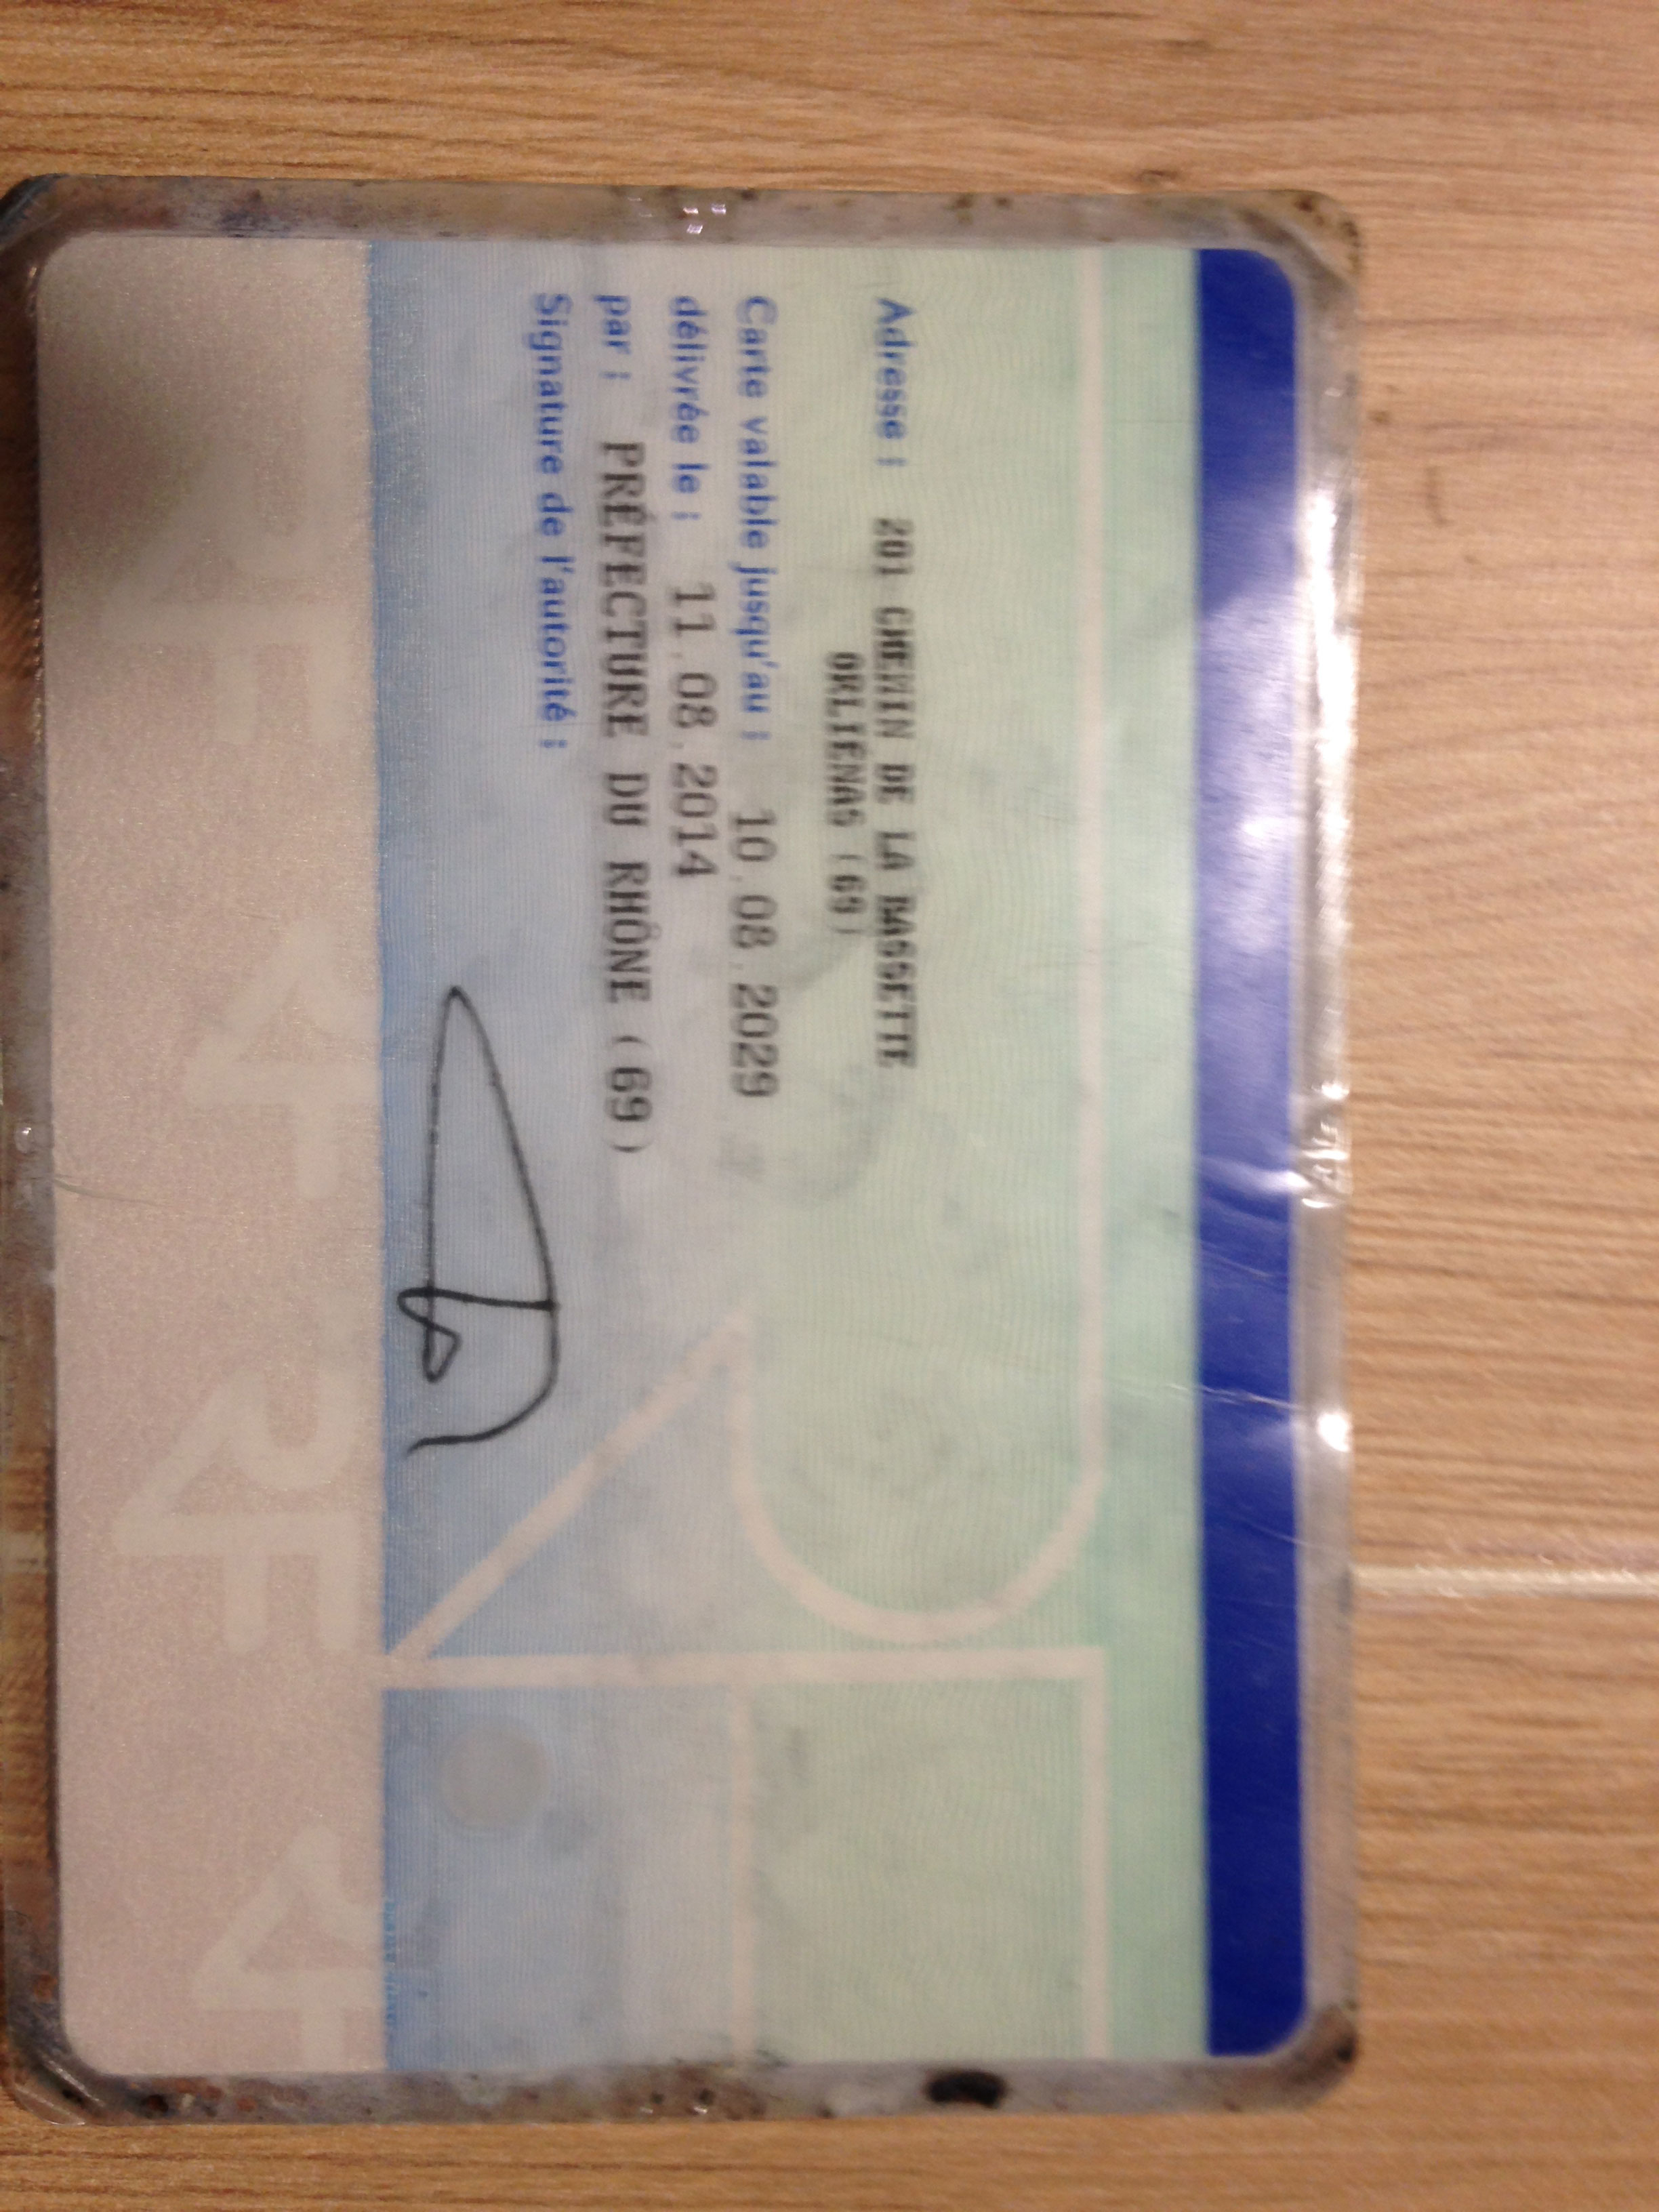 Adresse : 201 CHEMIN DE LA BASSETTE
ORLIENAS (69)
Carte valable jusqu'au : 10.08.2029
délivrée le : 11.08.2014
par : PRÉFECTURE DU RHÔNE (69)
Signature de l'autorité :